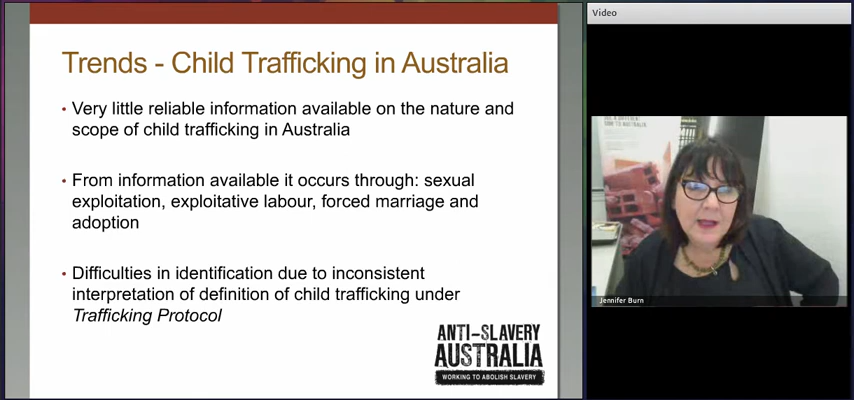 Trends - Child Trafficking in Australia
• Very little reliable information available on the nature and
scope of child trafficking in Australia
• From information available it occurs through: sexual
exploitation, exploitative labour, forced marriage and
adoption
• Difficulties in identification due to inconsistent
interpretation of definition of child trafficking under
Trafficking Protocol
ANTI-SLAVERY
AUSTRALIA
WORKING TO ABOLISH SLAVERY
Video
Jennifer Burn